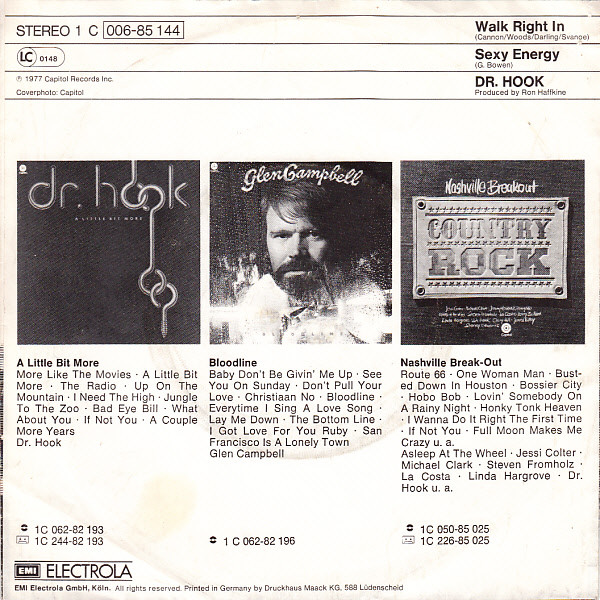 STEREO 1 C 006-85 144
LC 0148
℗ 1977 Capitol Records Inc.
Coverphoto: Capitol
Walk Right In
(Cannon/Woods/Darling/Svange)
Sexy Energy
(G. Bowen)
DR. HOOK
Produced by Ron Haffkine
dr. hook
A LITTLE BIT MORE
Glen Campbell
Nashville Breakout
COUNTRY
ROCK
A Little Bit More
More Like The Movies · A Little Bit
More · The Radio · Up On The
Mountain · I Need The High · Jungle
To The Zoo · Bad Eye Bill · What
About You · If Not You · A Couple
More Years
Dr. Hook
1C 062-82 193
1C 244-82 193
Bloodline
Baby Don't Be Givin' Me Up · See
You On Sunday · Don't Pull Your
Love · Christiaan No · Bloodline ·
Everytime I Sing A Love Song ·
Lay Me Down · The Bottom Line ·
I Got Love For You Ruby · San
Francisco Is A Lonely Town
Glen Campbell
1 C 062-82 196
Nashville Break-Out
Route 66 · One Woman Man · Bust-
ed Down In Houston · Bossier City
· Hobo Bob · Lovin' Somebody On
A Rainy Night · Honky Tonk Heaven
· I Wanna Do It Right The First Time
· If Not You · Full Moon Makes Me
Crazy u. a.
Asleep At The Wheel · Jessi Colter ·
Michael Clark · Steven Fromholz ·
La Costa · Linda Hargrove · Dr.
Hook u. a.
1C 050-85 025
1C 226-85 025
EMI ELECTROLA
EMI Electrola GmbH, Köln. All rights reserved. Printed in Germany by Druckhaus Maack KG, 588 Lüdenscheid